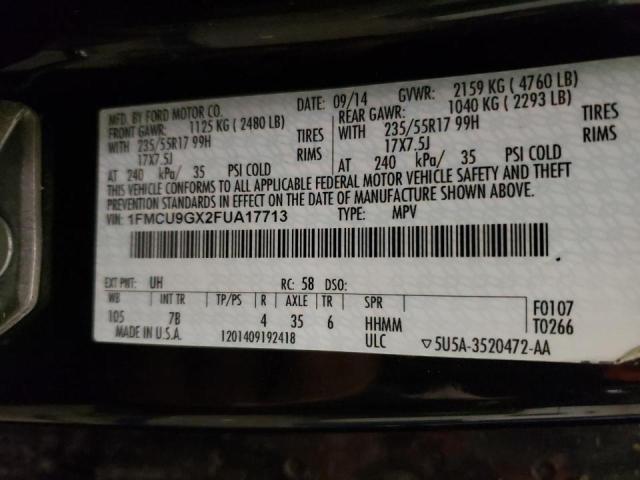 MFD. BY FORD MOTOR CO. DATE: 09/14 GVWR: 2159 KG ( 4760 LB)
FRONT GAWR: 1125 KG ( 2480 LB) REAR GAWR: 1040 KG ( 2293 LB)
WITH 235/55R17 99H TIRES WITH 235/55R17 99H TIRES
17X7.5J RIMS 17X7.5J RIMS
AT 240 kPa/ 35 PSI COLD AT 240 kPa/ 35 PSI COLD
THIS VEHICLE CONFORMS TO ALL APPLICABLE FEDERAL MOTOR VEHICLE SAFETY AND THEFT
PREVENTION STANDARDS IN EFFECT ON THE DATE OF MANUFACTURE SHOWN ABOVE.
VIN: 1FMCU9GX2FUA17713 TYPE: MPV
EXT PNT: UH RC: 58 DSO:
WB INT TR TP/PS R AXLE TR SPR F0107
105 7B 4 35 6 HHMM T0266
MADE IN U.S.A. 1201409192418 ULC ▽5U5A-3520472-AA